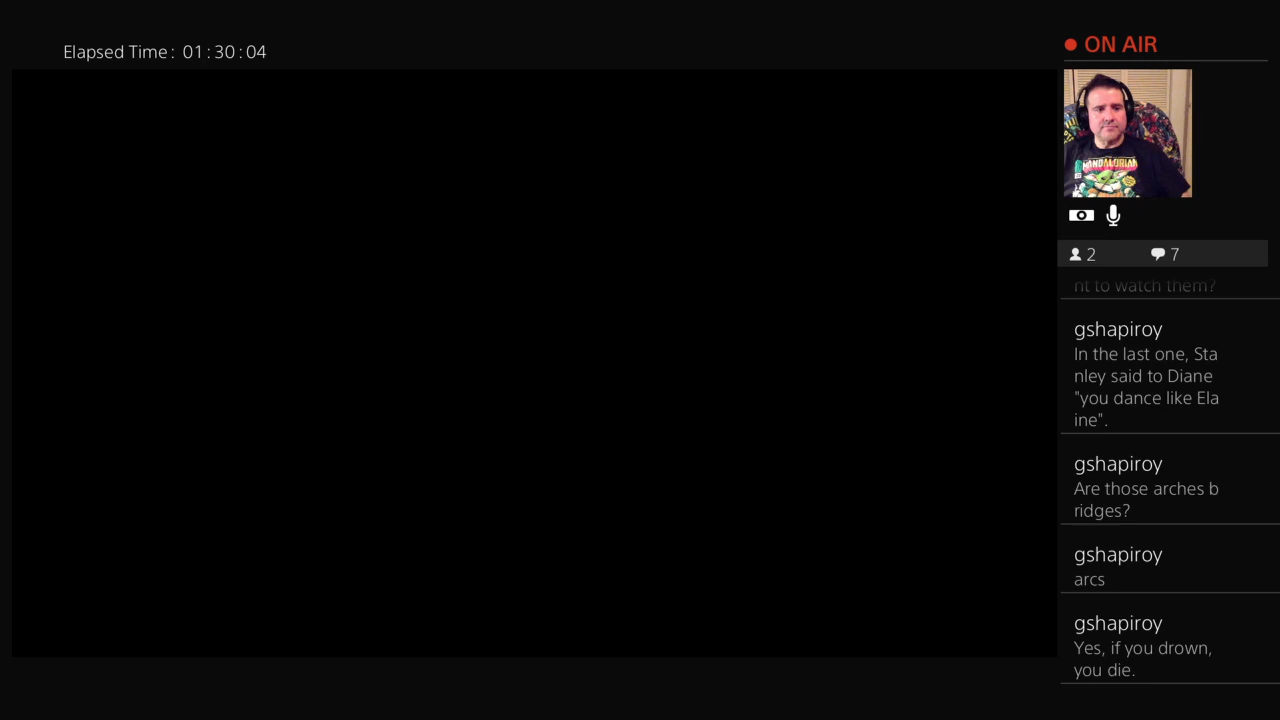 Elapsed Time: 01:30:04
ON AIR
MANDALORIAN
2
7
nt to watch them?
gshapiroy
In the last one, Sta
nley said to Diane
"you dance like Ela
ine".
gshapiroy
Are those arches b
ridges?
gshapiroy
arcs
gshapiroy
Yes, if you drown,
you die.